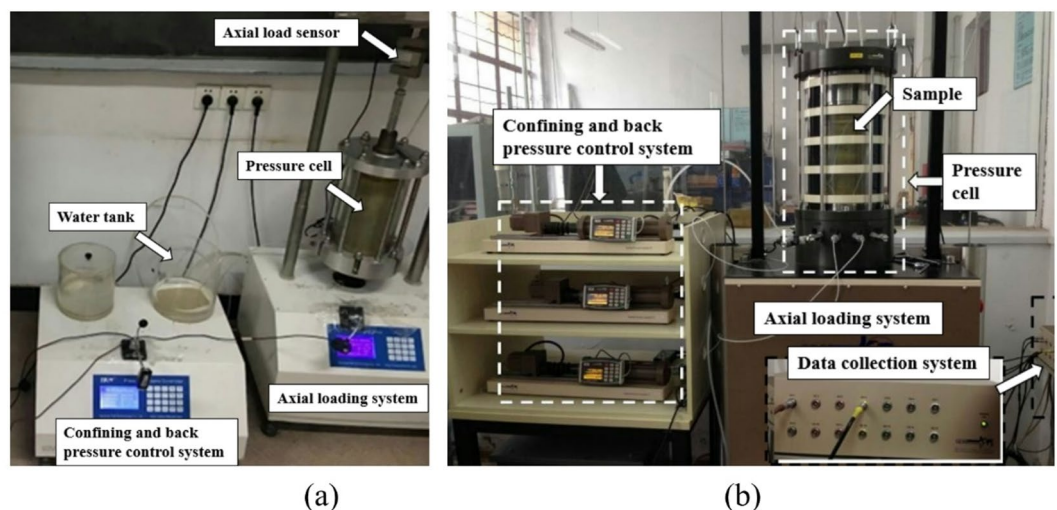 Axial load sensor
Pressure cell
Water tank
Axial loading system
Confining and back
pressure control system
(a)
Confining and back
pressure control system
Sample
Pressure
cell
Axial loading system
Data collection system
(b)